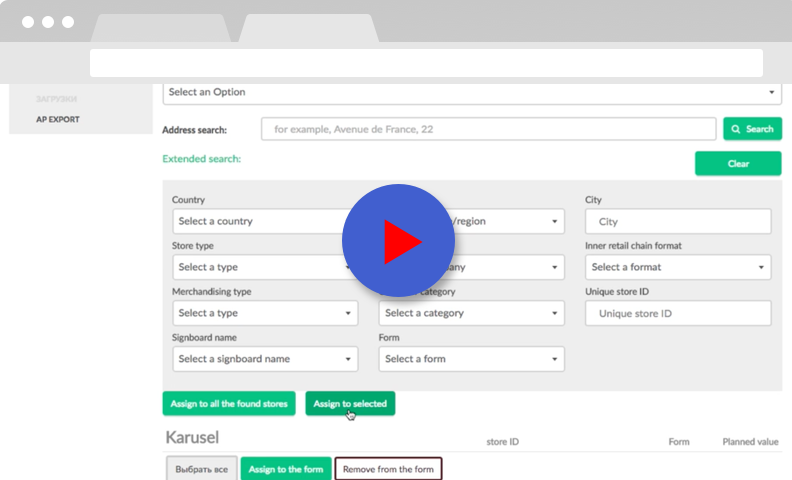 Select an Option
ЗАГРУЗКИ
AP EXPORT
Address search:
for example, Avenue de France, 22
Search
Extended search:
Clear
Country
City
Select a country
/region
City
Store type
Inner retail chain format
Select a type
Select a format
Merchandising type
category
Unique store ID
Select a type
Select a category
Unique store ID
Signboard name
Form
Select a signboard name
Select a form
Assign to all the found stores
Assign to selected
Karusel
store ID
Form
Planned value
Выбрать все
Assign to the form
Remove from the form